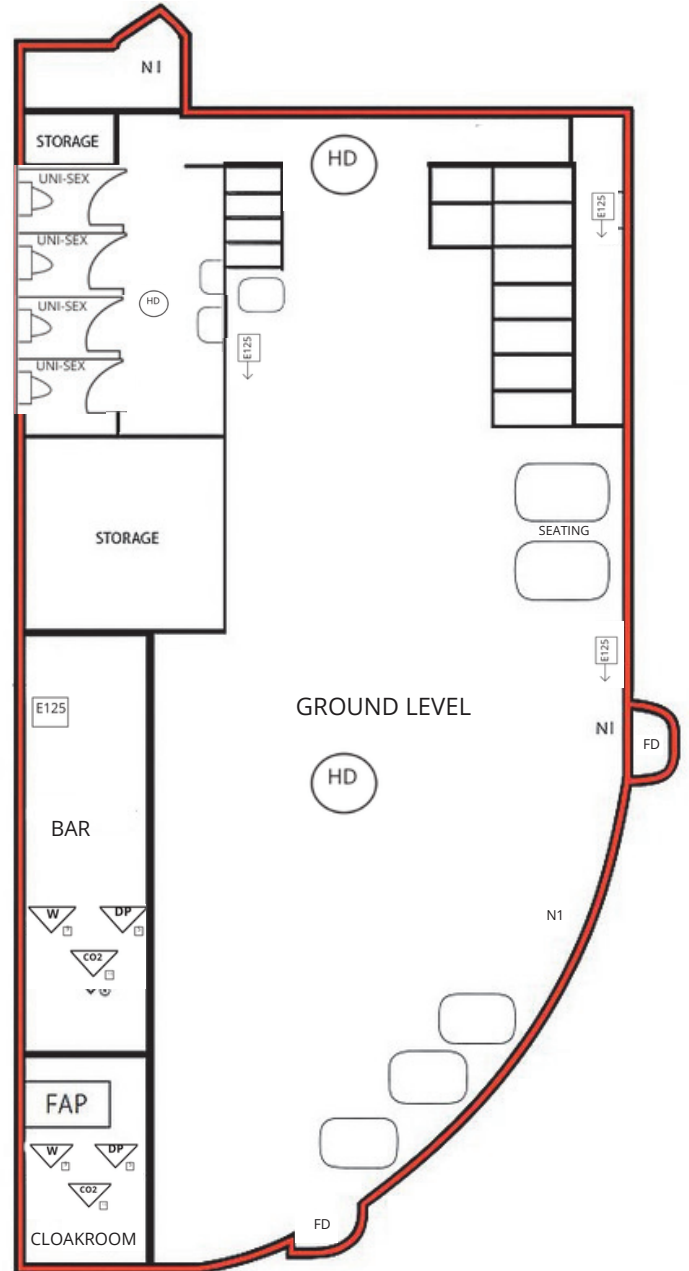 N I
STORAGE
HD
UNI-SEX
E125
UNI-SEX
UNI-SEX
HD
E125
UNI-SEX
SEATING
STORAGE
E125
GROUND LEVEL
E125
NI
FD
HD
BAR
W
DP
N1
CO2
FAP
W
DP
CO2
FD
CLOAKROOM